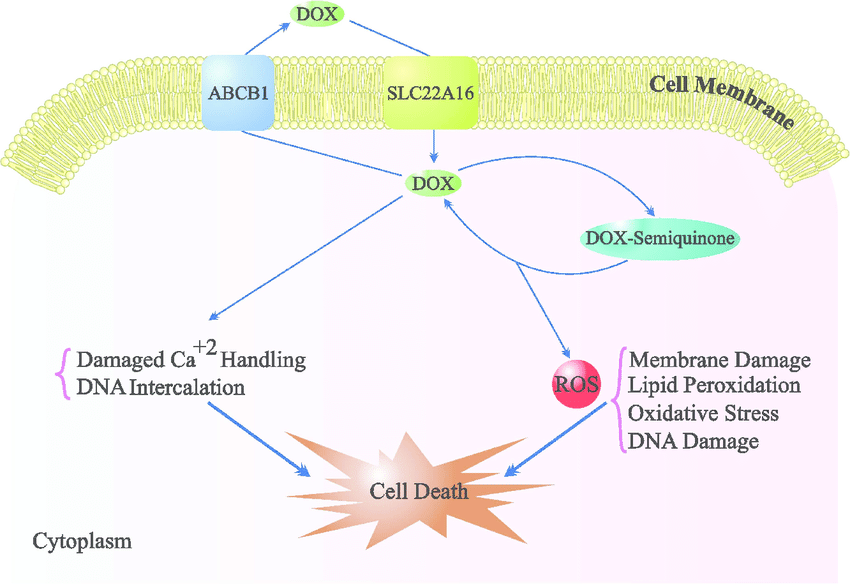 DOX
ABCB1
SLC22A16
Cell Membrane
DOX
DOX-Semiquinone
Damaged Ca+2 Handling
DNA Intercalation
ROS
Membrane Damage
Lipid Peroxidation
Oxidative Stress
DNA Damage
Cell Death
Cytoplasm